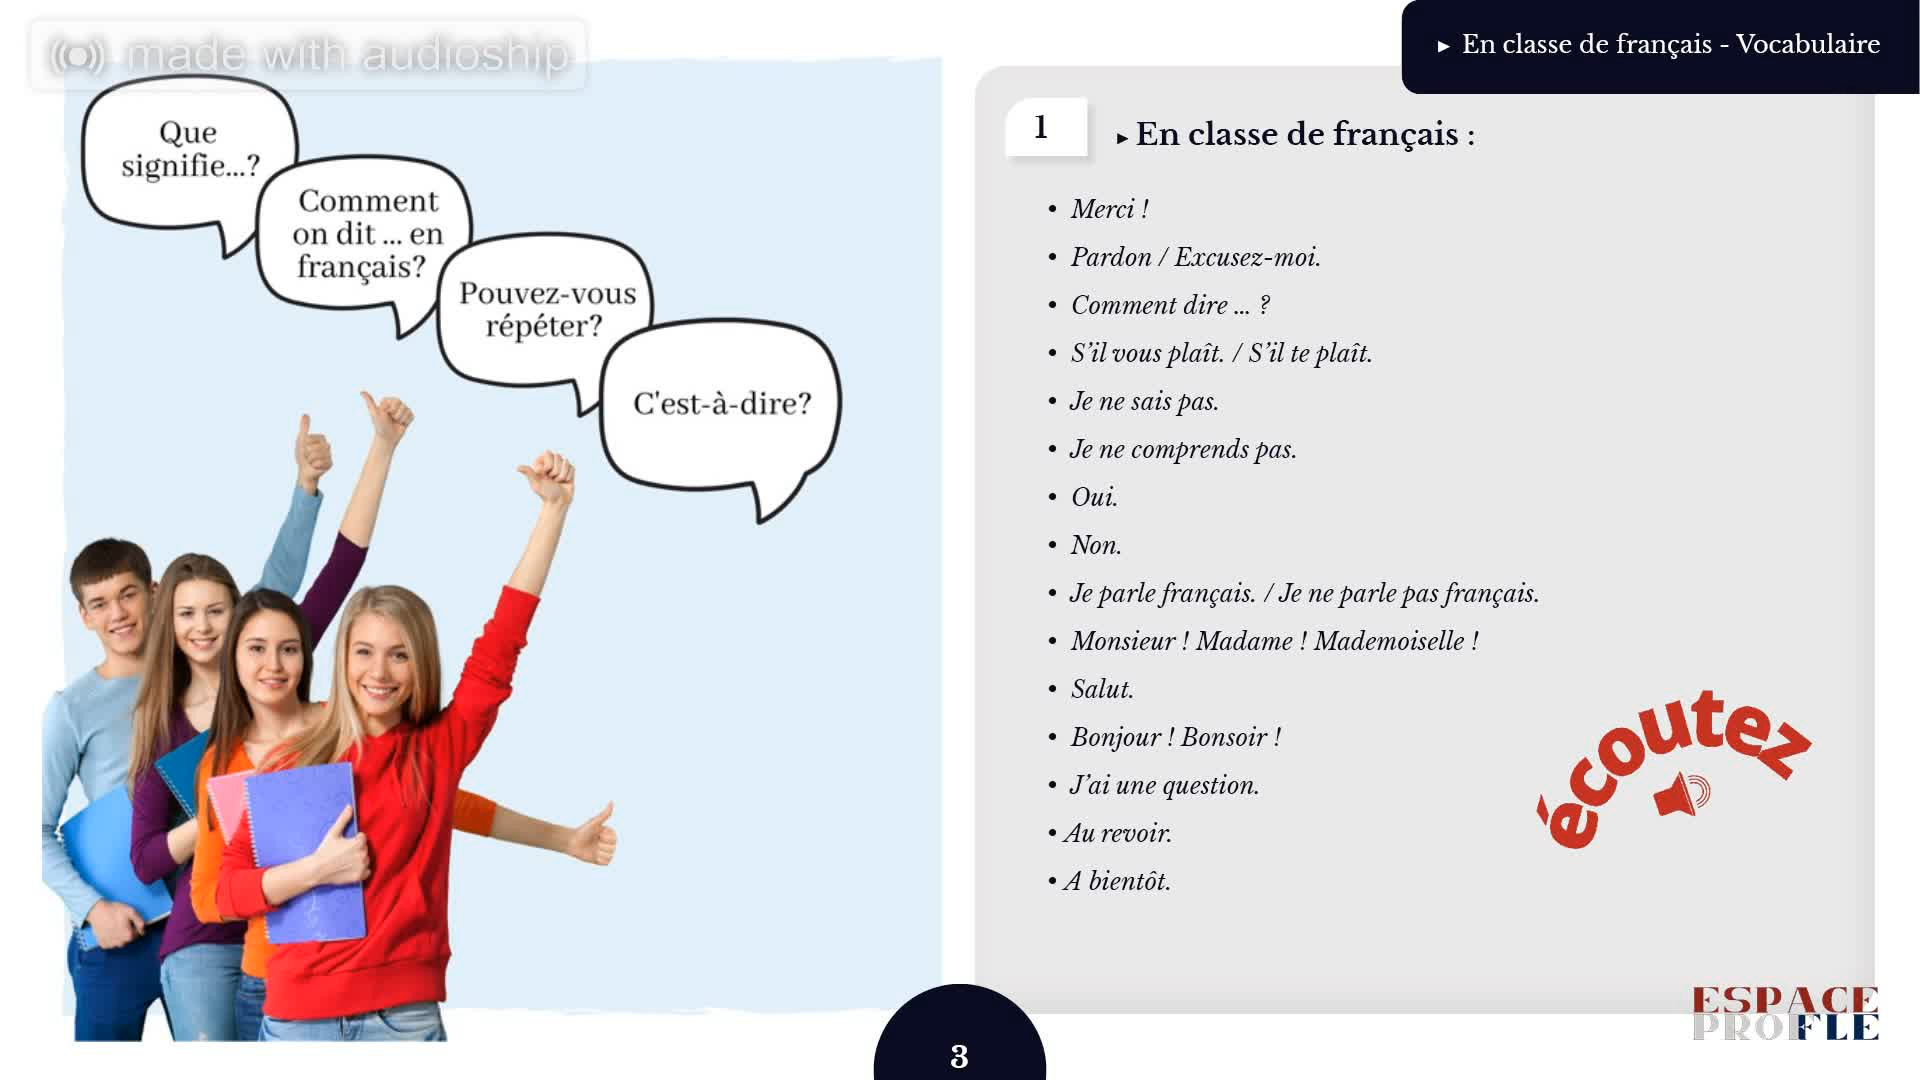 made with audioship
► En classe de français - Vocabulaire
Que
signifie...?
Comment
on dit ... en
français?
Pouvez-vous
répéter?
C'est-à-dire?
1
► En classe de français :
• Merci !
• Pardon / Excusez-moi.
• Comment dire ... ?
• S’il vous plaît. / S’il te plaît.
• Je ne sais pas.
• Je ne comprends pas.
• Oui.
• Non.
• Je parle français. / Je ne parle pas français.
• Monsieur ! Madame ! Mademoiselle !
• Salut.
• Bonjour ! Bonsoir !
• J’ai une question.
• Au revoir.
• A bientôt.
écoutez
ESPACE
PROFLE
3